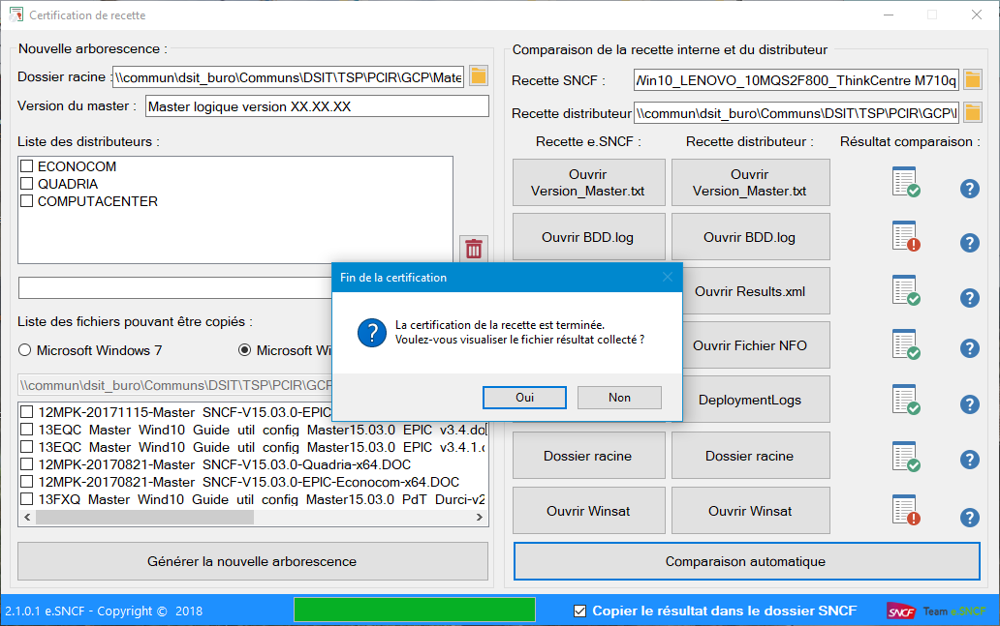 Certification de recette
Nouvelle arborescence :
Dossier racine : \\commun\dsit_buro\Communs\DSIT\TSP\PCIR\GCP\Mate
Version du master : Master logique version XX.XX.XX
Liste des distributeurs :
ECONOCOM
QUADRIA
COMPUTACENTER
Liste des fichiers pouvant être copiés :
Microsoft Windows 7
Microsoft Wi
\\commun\dsit_buro\Communs\DSIT\TSP\PCIR\GCP
12MPK-20171115-Master SNCF-V15.03.0-EPIC
13EQC Master Wind10 Guide util config Master15.03.0 EPIC v3.4.do
13EQC Master Wind10 Guide util config Master15.03.0 EPIC v3.4.1.c
12MPK-20170821-Master SNCF-V15.03.0-Quadria-x64.DOC
12MPK-20170821-Master SNCF-V15.03.0-EPIC-Econocom-x64.DOC
13FXQ Master Wind10 Guide util config Master15.03.0 PdT Durci-v2
Générer la nouvelle arborescence
Comparaison de la recette interne et du distributeur
Recette SNCF : Win10_LENOVO_10MQS2F800_ThinkCentre M710q
Recette distributeur \\commun\dsit_buro\Communs\DSIT\TSP\PCIR\GCP\I
Recette e.SNCF : Recette distributeur : Résultat comparaison :
Ouvrir
Version_Master.txt
Ouvrir
Version_Master.txt
Ouvrir BDD.log
Ouvrir BDD.log
Ouvrir Results.xml
Ouvrir Fichier NFO
DeploymentLogs
Dossier racine
Dossier racine
Ouvrir Winsat
Ouvrir Winsat
Comparaison automatique
Fin de la certification
La certification de la recette est terminée.
Voulez-vous visualiser le fichier résultat collecté ?
Oui
Non
2.1.0.1 e.SNCF - Copyright © 2018
Copier le résultat dans le dossier SNCF
SNCF
Team e.SNCF